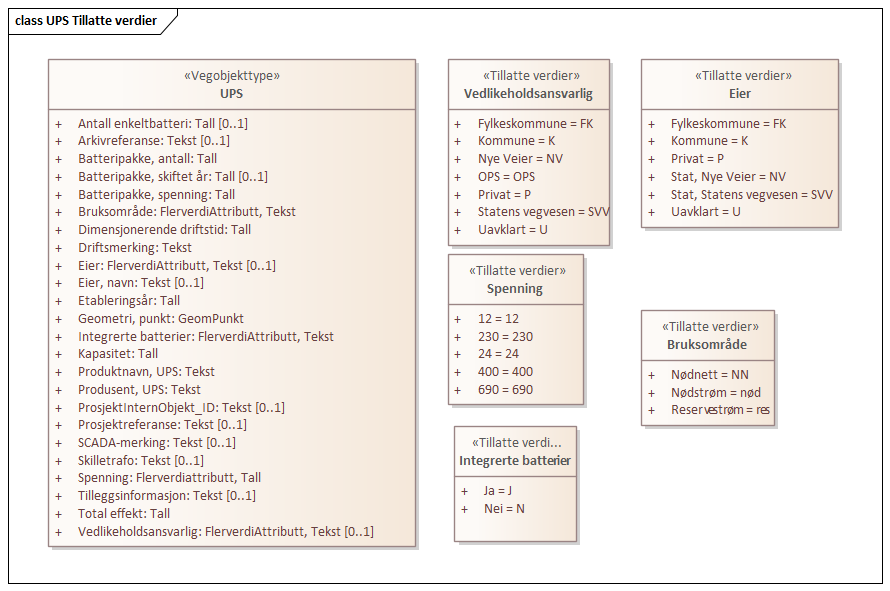 class UPS Tillatte verdier
«Vegobjekttype»
UPS
+ Antall enkeltbatteri: Tall [0..1]
+ Arkivreferanse: Tekst [0..1]
+ Batteripakke, antall: Tall
+ Batteripakke, skiftet år: Tall [0..1]
+ Batteripakke, spenning: Tall
+ Bruksområde: FlerverdiAttributt, Tekst
+ Dimensjonerende driftstid: Tall
+ Driftsmerking: Tekst
+ Eier: FlerverdiAttributt, Tekst [0..1]
+ Eier, navn: Tekst [0..1]
+ Etableringsår: Tall
+ Geometri, punkt: GeomPunkt
+ Integrerte batterier: FlerverdiAttributt, Tekst
+ Kapasitet: Tall
+ Produktnavn, UPS: Tekst
+ Produsent, UPS: Tekst
+ ProsjektInternObjekt_ID: Tekst [0..1]
+ Prosjektreferanse: Tekst [0..1]
+ SCADA-merking: Tekst [0..1]
+ Skilletrafo: Tekst [0..1]
+ Spenning: Flerverdiattributt, Tall
+ Tilleggsinformasjon: Tekst [0..1]
+ Total effekt: Tall
+ Vedlikeholdsansvarlig: FlerverdiAttributt, Tekst [0..1]
«Tillatte verdier»
Vedlikeholdsansvarlig
+ Fylkeskommune = FK
+ Kommune = K
+ Nye Veier = NV
+ OPS = OPS
+ Privat = P
+ Statens vegvesen = SVV
+ Uavklart = U
«Tillatte verdier»
Eier
+ Fylkeskommune = FK
+ Kommune = K
+ Privat = P
+ Stat, Nye Veier = NV
+ Stat, Statens vegvesen = SVV
+ Uavklart = U
«Tillatte verdier»
Spenning
+ 12 = 12
+ 230 = 230
+ 24 = 24
+ 400 = 400
+ 690 = 690
«Tillatte verdier»
Bruksområde
+ Nødnett = NN
+ Nødstrøm = nød
+ Reservestrøm = res
«Tillatte verdi...
Integrerte batterier
+ Ja = J
+ Nei = N